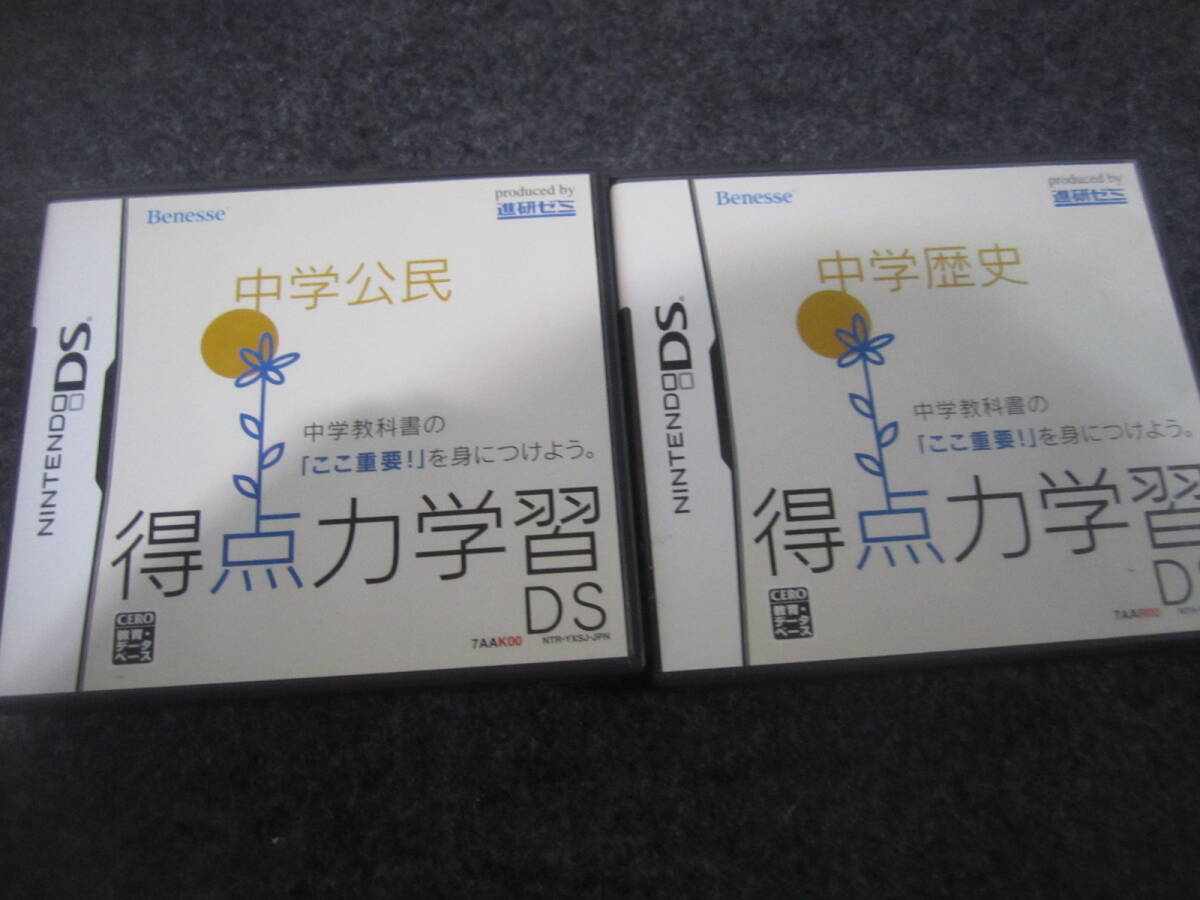 NINTENDO DS
Benesse
produced by
進研ゼミ
中学公民
中学教科書の
「ここ重要!」を身につけよう。
得点力学習
DS
CERO
教育・
データ
ベース
7AAK00
NTR-YXSJ-JPN
NINTENDO DS
Benesse
produced by
進研ゼミ
中学歴史
中学教科書の
「ここ重要!」を身につけよう。
得点力学習
DS
CERO
教育・
データ
ベース
7AAR00